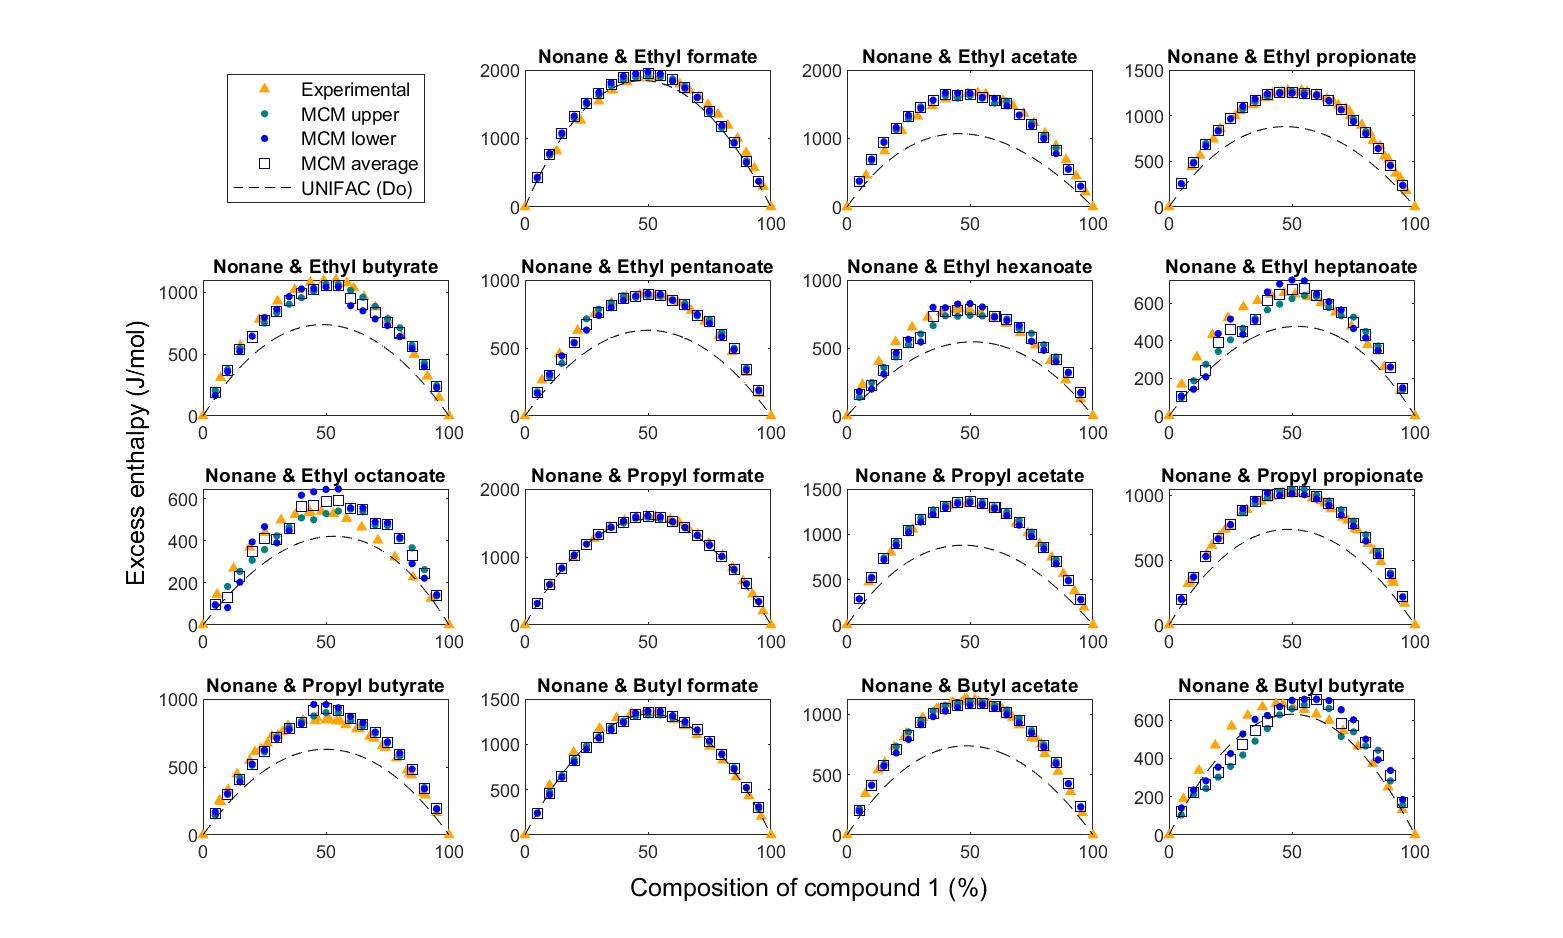 Experimental
MCM upper
MCM lower
MCM average
UNIFAC (Do)
Nonane & Ethyl formate
2000
1000
0
0 50 100
Nonane & Ethyl acetate
2000
1000
0
0 50 100
Nonane & Ethyl propionate
1500
1000
500
0
0 50 100
Nonane & Ethyl butyrate
1000
500
0
0 50 100
Nonane & Ethyl pentanoate
1000
500
0
0 50 100
Nonane & Ethyl hexanoate
1000
500
0
0 50 100
Nonane & Ethyl heptanoate
600
400
200
0
0 50 100
Nonane & Ethyl octanoate
600
400
200
0
0 50 100
Nonane & Propyl formate
2000
1000
0
0 50 100
Nonane & Propyl acetate
1500
1000
500
0
0 50 100
Nonane & Propyl propionate
1000
500
0
0 50 100
Nonane & Propyl butyrate
1000
500
0
0 50 100
Nonane & Butyl formate
1500
1000
500
0
0 50 100
Nonane & Butyl acetate
1000
500
0
0 50 100
Nonane & Butyl butyrate
600
400
200
0
0 50 100
Excess enthalpy (J/mol)
Composition of compound 1 (%)